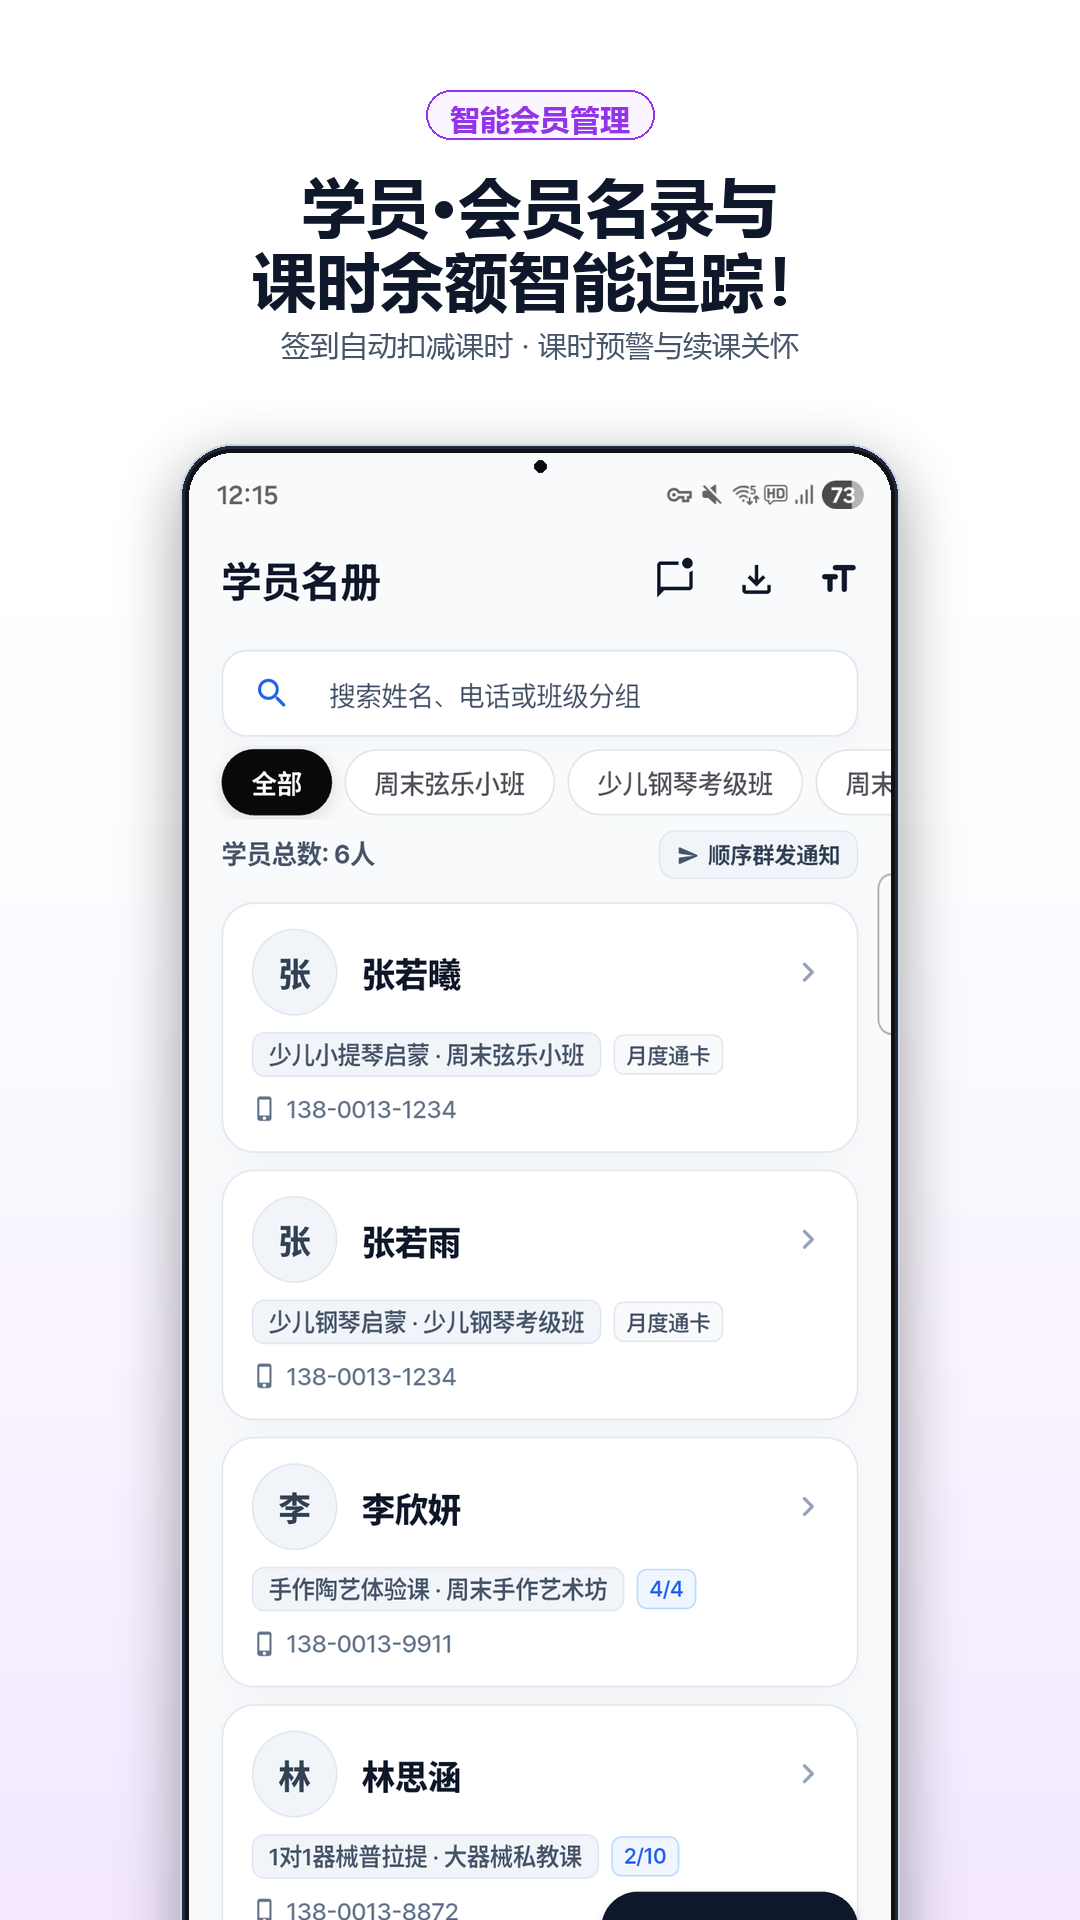 智能会员管理
学员·会员名录与
课时余额智能追踪！
签到自动扣减课时 · 课时预警与续课关怀
12:15
5 HD 73
学员名册
搜索姓名、电话或班级分组
全部 周末弦乐小班 少儿钢琴考级班 周末
学员总数: 6人 顺序群发通知
张 张若曦
少儿小提琴启蒙 · 周末弦乐小班 月度通卡
138-0013-1234
张 张若雨
少儿钢琴启蒙 · 少儿钢琴考级班 月度通卡
138-0013-1234
李 李欣妍
手作陶艺体验课 · 周末手作艺术坊 4/4
138-0013-9911
林 林思涵
1对1器械普拉提 · 大器械私教课 2/10
138-0013-8872